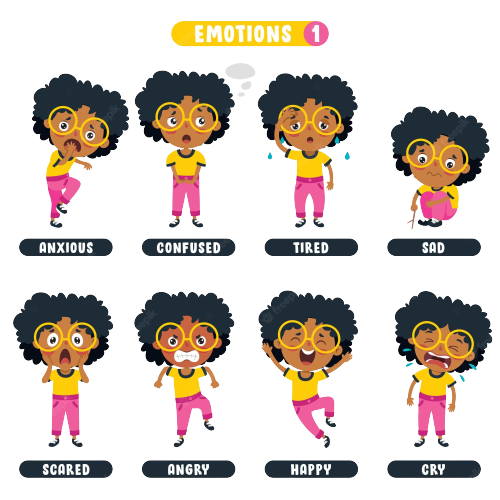 EMOTIONS 1
ANXIOUS
CONFUSED
TIRED
SAD
SCARED
ANGRY
HAPPY
CRY